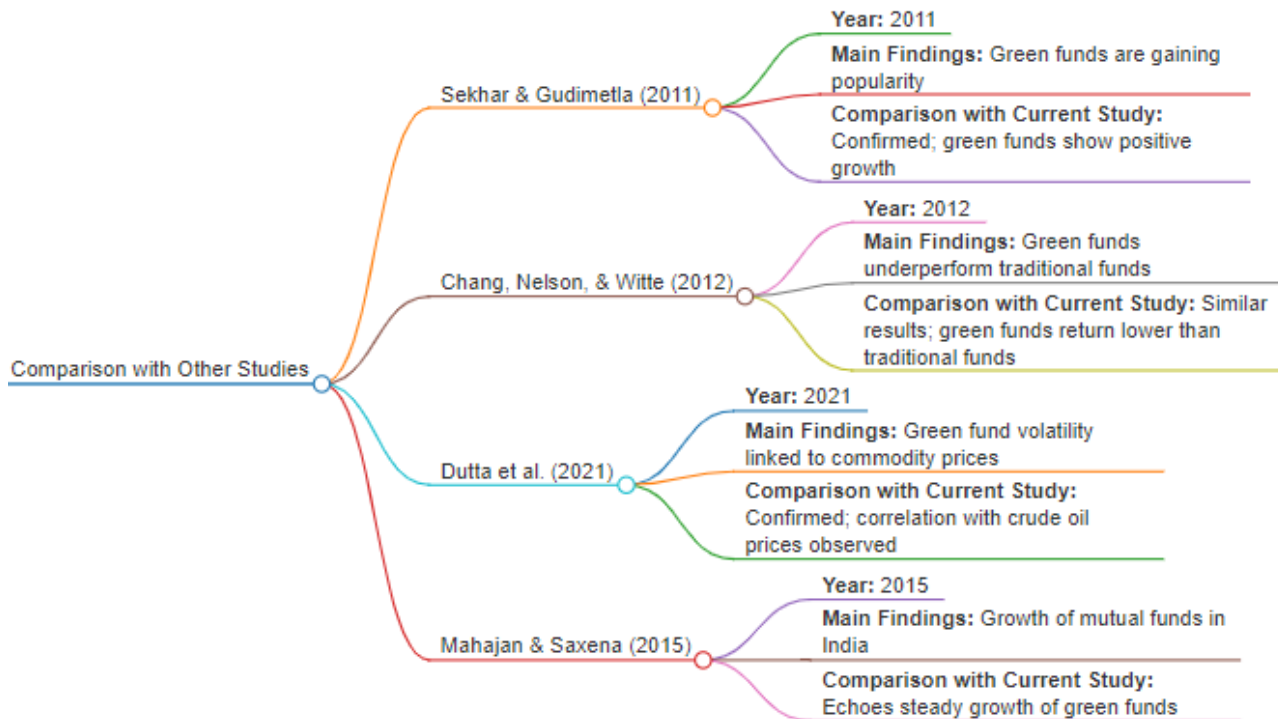 Comparison with Other Studies
Sekhar & Gudimetla (2011)
Year: 2011
Main Findings: Green funds are gaining
popularity
Comparison with Current Study:
Confirmed; green funds show positive
growth
Chang, Nelson, & Witte (2012)
Year: 2012
Main Findings: Green funds
underperform traditional funds
Comparison with Current Study: Similar
results; green funds return lower than
traditional funds
Dutta et al. (2021)
Year: 2021
Main Findings: Green fund volatility
linked to commodity prices
Comparison with Current Study:
Confirmed; correlation with crude oil
prices observed
Mahajan & Saxena (2015)
Year: 2015
Main Findings: Growth of mutual funds in
India
Comparison with Current Study:
Echoes steady growth of green funds